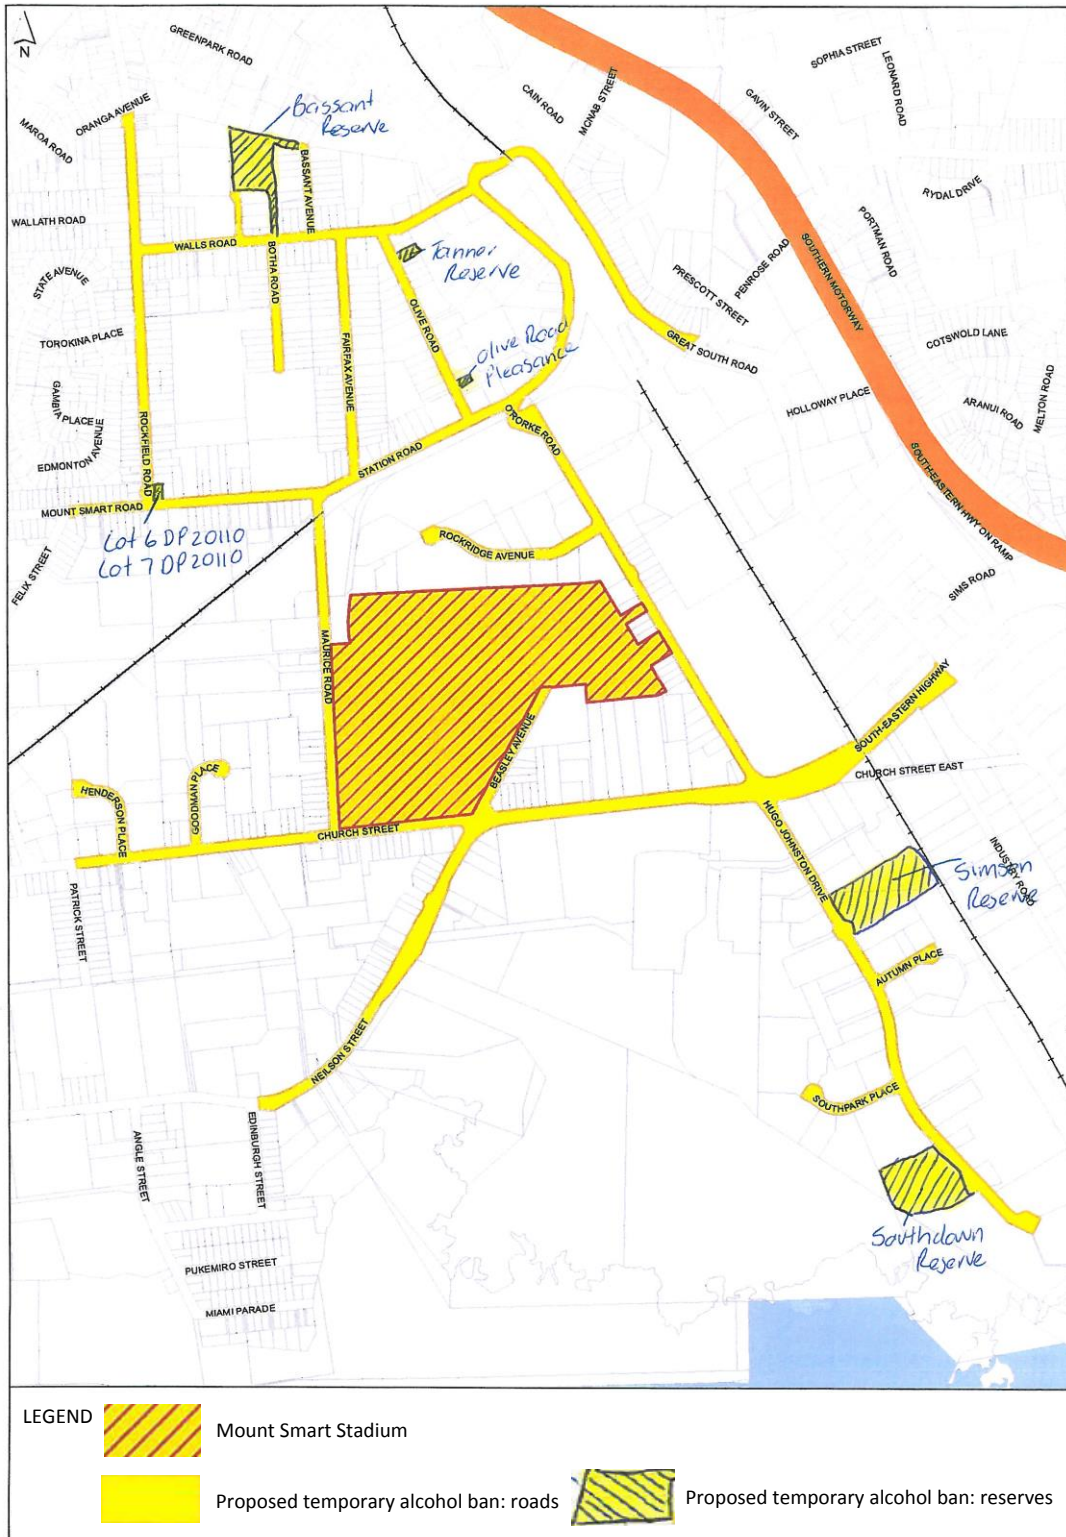 N
GREENPARK ROAD
ORANGA AVENUE
MAROA ROAD
Bassant
Reserve
BASSANT AVENUE
CAIN ROAD
MCNAB STREET
GAVIN STREET
SOPHIA STREET
LEONARD ROAD
RYDAL DRIVE
PORTMAN ROAD
WALLATH ROAD
WALLS ROAD
BOTHA ROAD
STATE AVENUE
Tanner
Reserve
PENROSE ROAD
PRESCOTT STREET
SOUTHERN MOTORWAY
OLIVE ROAD
FAIRFAX AVENUE
TOROKINA PLACE
Olive Road
Pleasance
GREAT SOUTH ROAD
COTSWOLD LANE
MELTON ROAD
ARANUI ROAD
HOLLOWAY PLACE
GAMBIA PLACE
EDMONTON AVENUE
ROCKFIELD ROAD
O'RORKE ROAD
STATION ROAD
SOUTH-EASTERN HWY ON RAMP
MOUNT SMART ROAD
Lot 6 DP 20110
Lot 7 DP 20110
FELIX STREET
ROCKRIDGE AVENUE
SIMS ROAD
MAURICE ROAD
SOUTH-EASTERN HIGHWAY
BEASLEY AVENUE
CHURCH STREET EAST
HENDERSON PLACE
GOODMAN PLACE
CHURCH STREET
HUGO JOHNSTON DRIVE
INDUSTRY ROAD
Simson
Reserve
PATRICK STREET
AUTUMN PLACE
NEILSON STREET
SOUTHPARK PLACE
ANGLE STREET
EDINBURGH STREET
Southdown
Reserve
PUKEMIRO STREET
MIAMI PARADE
LEGEND
Mount Smart Stadium
Proposed temporary alcohol ban: roads
Proposed temporary alcohol ban: reserves